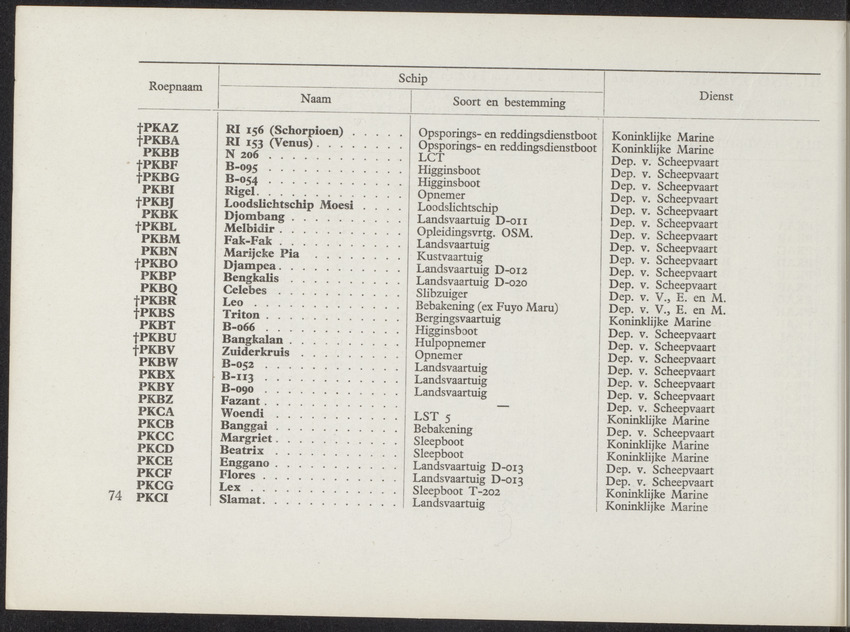 Roepnaam Schip Dienst
Naam Soort en bestemming
†PKAZ RI 156 (Schorpioen) . . . . . Opsporings- en reddingsdienstboot Koninklijke Marine
†PKBA RI 153 (Venus) . . . . . . . . Opsporings- en reddingsdienstboot Koninklijke Marine
PKBB N 206 . . . . . . . . . . . . LCT Dep. v. Scheepvaart
†PKBF B-095 . . . . . . . . . . . . Higginsboot Dep. v. Scheepvaart
†PKBG B-054 . . . . . . . . . . . . Higginsboot Dep. v. Scheepvaart
PKBI Rigel . . . . . . . . . . . . . Opnemer Dep. v. Scheepvaart
†PKBJ Loodslichtschip Moesi . . . . Loodslichtschip Dep. v. Scheepvaart
PKBK Djombang . . . . . . . . . . Landsvaartuig D-011 Dep. v. Scheepvaart
†PKBL Melbidir . . . . . . . . . . . Opleidingsvrtg. OSM. Dep. v. Scheepvaart
PKBM Fak-Fak . . . . . . . . . . . Landsvaartuig Dep. v. Scheepvaart
PKBN Marijcke Pia . . . . . . . . . Kustvaartuig Dep. v. Scheepvaart
†PKBO Djampea . . . . . . . . . . . Landsvaartuig D-012 Dep. v. Scheepvaart
PKBP Bengkalis . . . . . . . . . . . Landsvaartuig D-020 Dep. v. Scheepvaart
PKBQ Celebes . . . . . . . . . . . . Slibzuiger Dep. v. V., E. en M.
†PKBR Leo . . . . . . . . . . . . . Bebakening (ex Fuyo Maru) Dep. v. V., E. en M.
†PKBS Triton . . . . . . . . . . . . Bergingsvaartuig Koninklijke Marine
PKBT B-066 . . . . . . . . . . . . Higginsboot Dep. v. Scheepvaart
†PKBU Bangkalan . . . . . . . . . . Hulpopnemer Dep. v. Scheepvaart
†PKBV Zuiderkruis . . . . . . . . . Opnemer Dep. v. Scheepvaart
PKBW B-052 . . . . . . . . . . . . Landsvaartuig Dep. v. Scheepvaart
PKBX B-113 . . . . . . . . . . . . Landsvaartuig Dep. v. Scheepvaart
PKBY B-090 . . . . . . . . . . . . Landsvaartuig Dep. v. Scheepvaart
PKBZ Fazant . . . . . . . . . . . . — Dep. v. Scheepvaart
PKCA Woendi . . . . . . . . . . . LST 5 Koninklijke Marine
PKCB Banggai . . . . . . . . . . . Bebakening Dep. v. Scheepvaart
PKCC Margriet . . . . . . . . . . . Sleepboot Koninklijke Marine
PKCD Beatrix . . . . . . . . . . . Sleepboot Koninklijke Marine
PKCE Enggano . . . . . . . . . . . Landsvaartuig D-013 Dep. v. Scheepvaart
PKCF Flores . . . . . . . . . . . . Landsvaartuig D-013 Dep. v. Scheepvaart
PKCG Lex . . . . . . . . . . . . . Sleepboot T-202 Koninklijke Marine
PKCI Slamat . . . . . . . . . . . . Landsvaartuig Koninklijke Marine
74